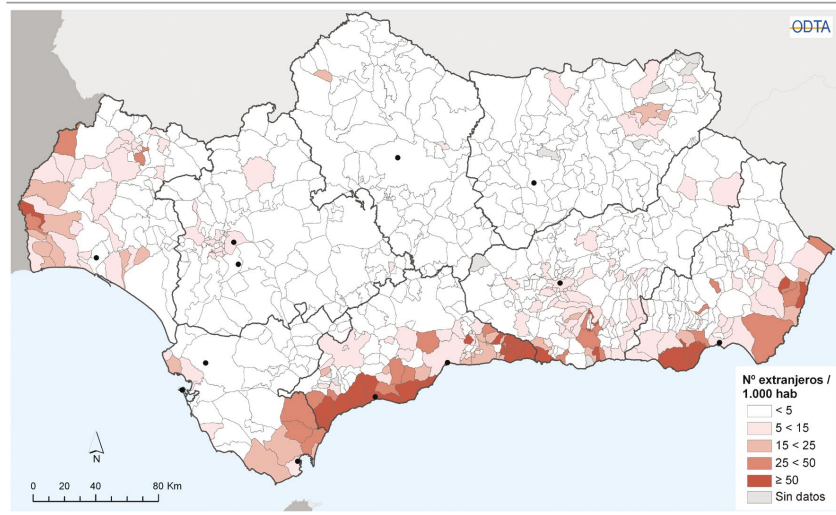 ODTA
N
0 20 40 80 Km
Nº extranjeros /
1.000 hab
< 5
5 < 15
15 < 25
25 < 50
≥ 50
Sin datos